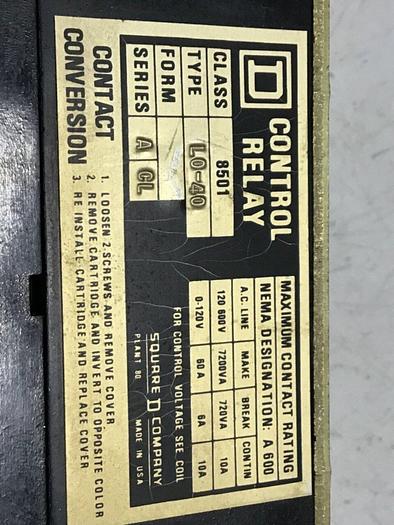 D CONTROL
RELAY
CLASS 8501
TYPE LO-40
FORM
SERIES A CL
MAXIMUM CONTACT RATING
NEMA DESIGNATION: A 600
A.C. LINE MAKE BREAK CONTIN
120 600V 7200VA 720VA 10A
0-120V 60A 6A 10A
FOR CONTROL VOLTAGE SEE COIL
SQUARE D COMPANY
PLANT 80 MADE IN USA
CONTACT
CONVERSION
1. LOOSEN 2 SCREWS AND REMOVE COVER
2. REMOVE CARTRIDGE AND INVERT TO OPPOSITE COLOR
3. RE INSTALL CARTRIDGE AND REPLACE COVER